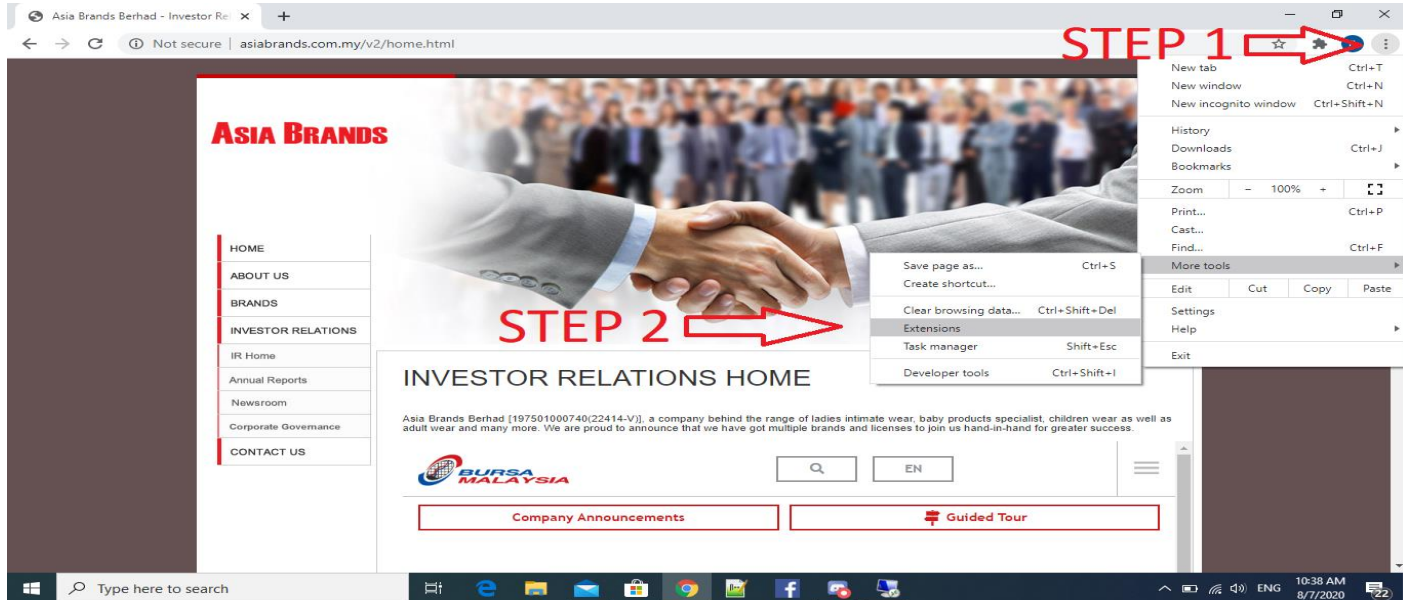 Asia Brands Berhad - Investor Rel
Not secure | asiabrands.com.my/v2/home.html
STEP 1
New tab Ctrl+T
New window Ctrl+N
New incognito window Ctrl+Shift+N
History
Downloads Ctrl+J
Bookmarks
Zoom - 100% +
Print... Ctrl+P
Cast...
Find... Ctrl+F
More tools
Edit Cut Copy Paste
Settings
Help
Exit
Save page as... Ctrl+S
Create shortcut...
Clear browsing data... Ctrl+Shift+Del
Extensions
Task manager Shift+Esc
Developer tools Ctrl+Shift+I
STEP 2
ASIA BRANDS
HOME
ABOUT US
BRANDS
INVESTOR RELATIONS
IR Home
Annual Reports
Newsroom
Corporate Governance
CONTACT US
INVESTOR RELATIONS HOME
Asia Brands Berhad [197501000740(22414-V)], a company behind the range of ladies intimate wear, baby products specialist, children wear as well as
adult wear and many more. We are proud to announce that we have got multiple brands and licenses to join us hand-in-hand for greater success.
BURSA
MALAYSIA
EN
Company Announcements
Guided Tour
Type here to search
ENG
10:38 AM
8/7/2020
22